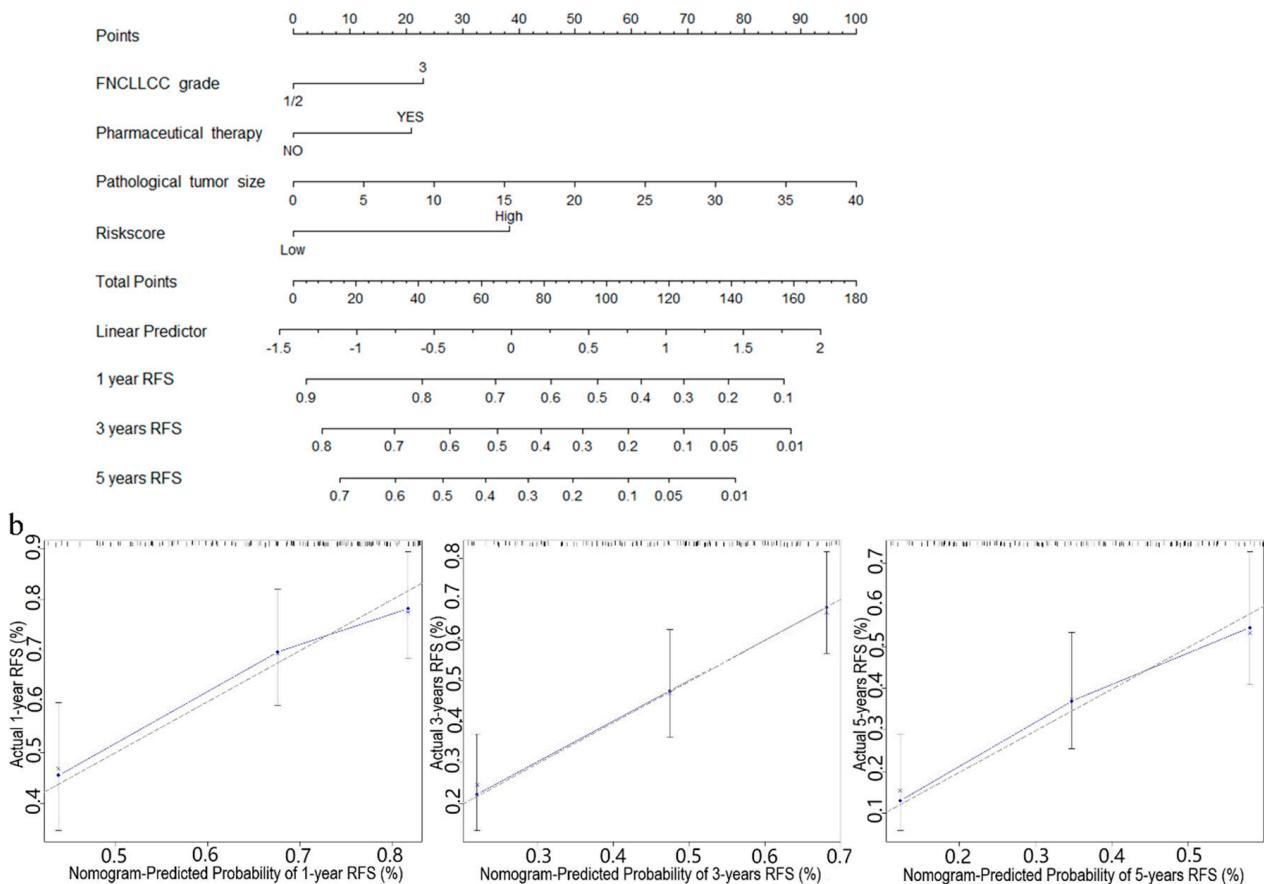 Points 0 10 20 30 40 50 60 70 80 90 100
FNCLLCC grade 3
1/2
Pharmaceutical therapy YES
NO
Pathological tumor size 0 5 10 15 20 25 30 35 40
Riskscore High
Low
Total Points 0 20 40 60 80 100 120 140 160 180
Linear Predictor -1.5 -1 -0.5 0 0.5 1 1.5 2
1 year RFS 0.9 0.8 0.7 0.6 0.5 0.4 0.3 0.2 0.1
3 years RFS 0.8 0.7 0.6 0.5 0.4 0.3 0.2 0.1 0.05 0.01
5 years RFS 0.7 0.6 0.5 0.4 0.3 0.2 0.1 0.05 0.01
b
Actual 1-year RFS (%)
0.9
0.8
0.7
0.6
0.5
0.4
0.5 0.6 0.7 0.8
Nomogram-Predicted Probability of 1-year RFS (%)
Actual 3-years RFS (%)
0.8
0.7
0.6
0.5
0.4
0.3
0.2
0.3 0.4 0.5 0.6 0.7
Nomogram-Predicted Probability of 3-years RFS (%)
Actual 5-years RFS (%)
0.7
0.6
0.5
0.4
0.3
0.2
0.1
0.2 0.3 0.4 0.5
Nomogram-Predicted Probability of 5-years RFS (%)